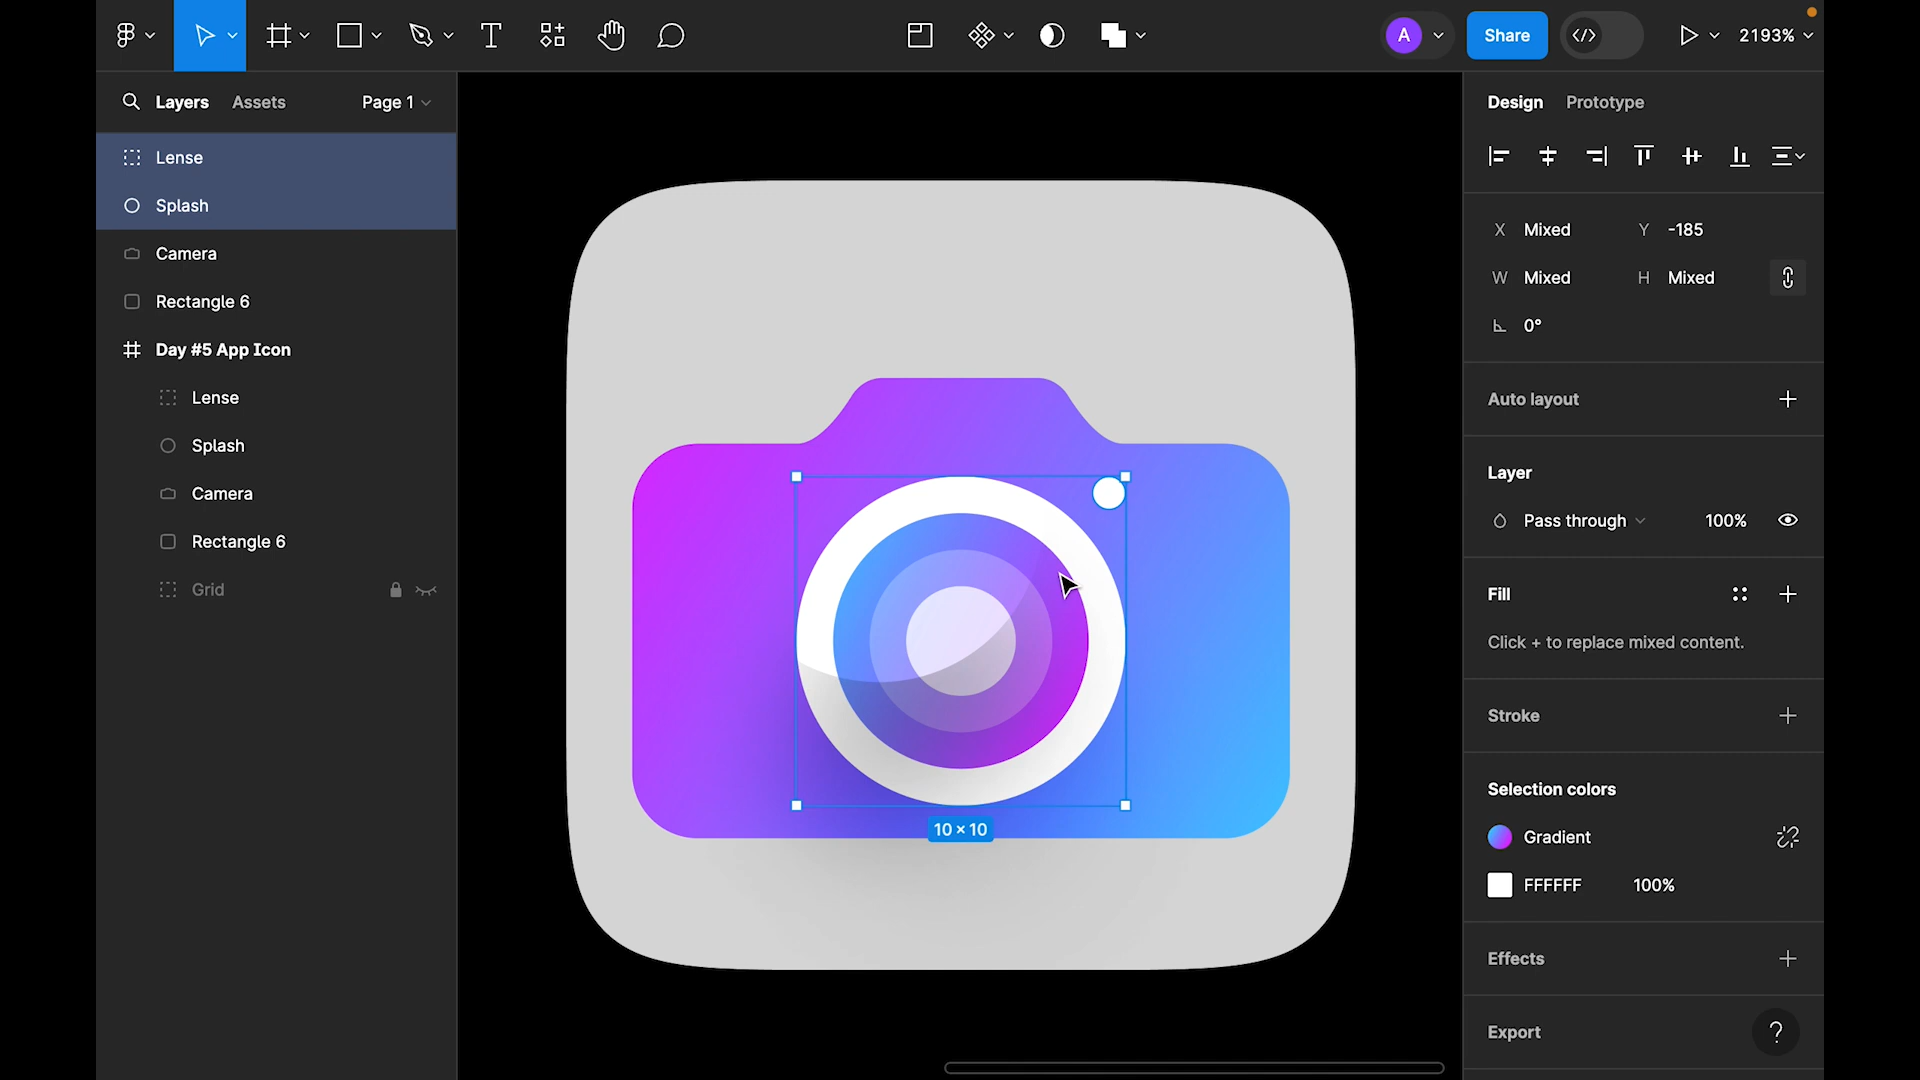 A
Share
2193%
Layers
Assets
Page 1
Design
Prototype
Lense
Splash
Camera
Rectangle 6
Day #5 App Icon
Lense
Splash
Camera
Rectangle 6
Grid
10 × 10
X Mixed
Y -185
W Mixed
H Mixed
0°
Auto layout
Layer
Pass through
100%
Fill
Click + to replace mixed content.
Stroke
Selection colors
Gradient
FFFFFF
100%
Effects
Export
?